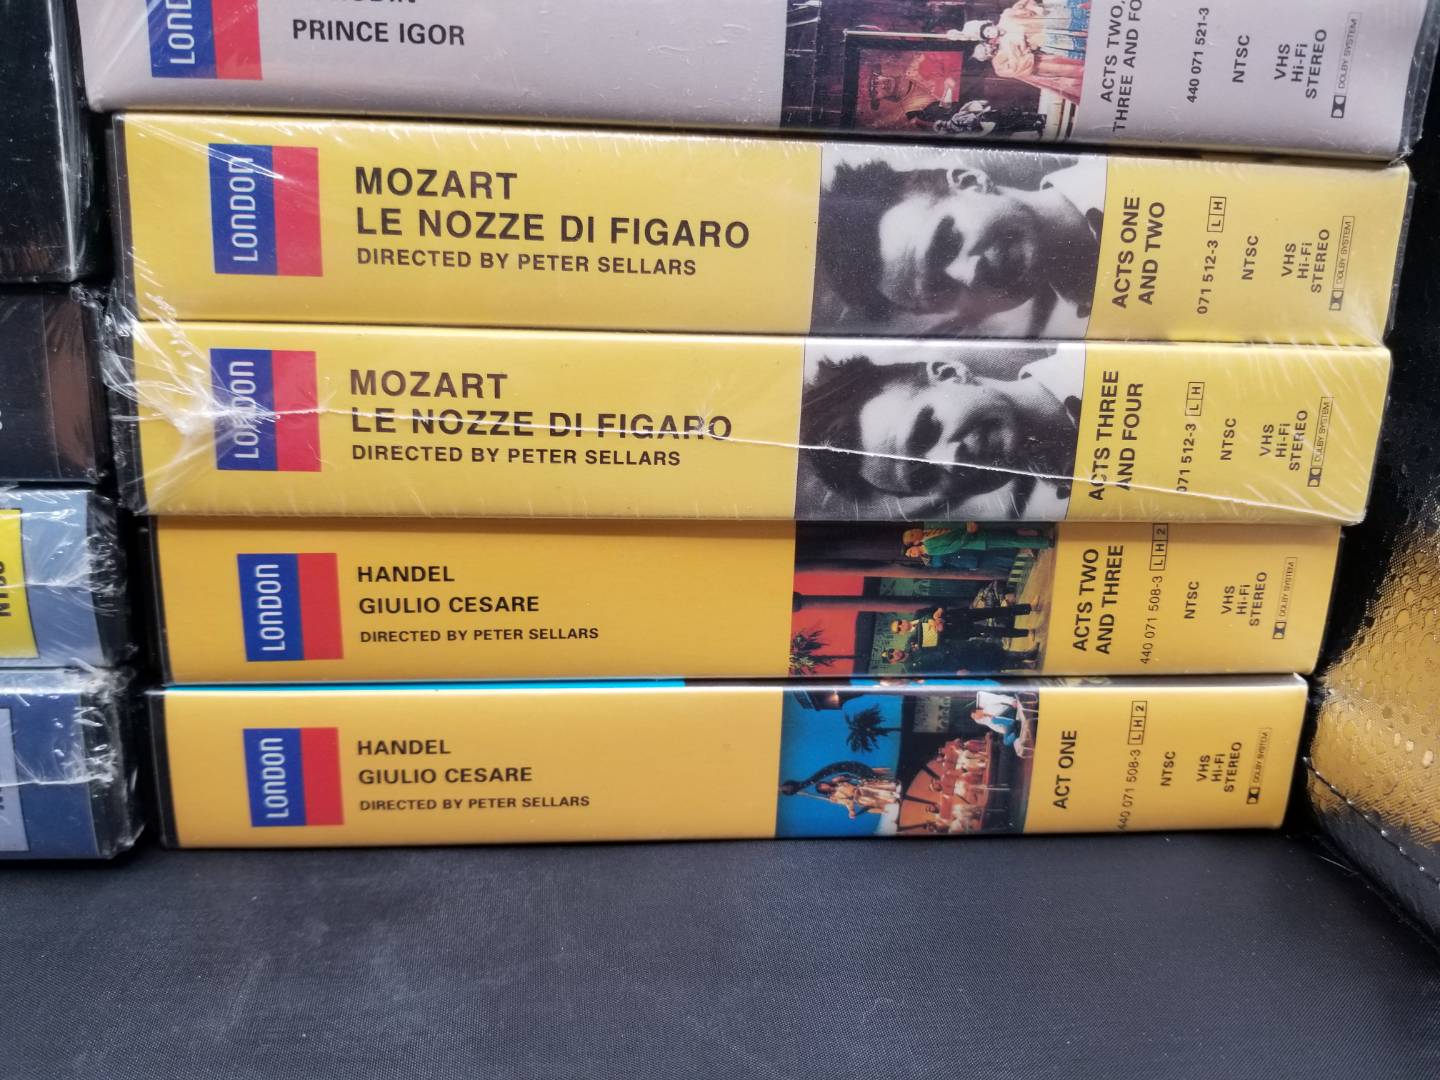 LONDON
PRINCE IGOR
ACTS TWO,
THREE AND FO
440 071 521-3
NTSC
VHS
Hi-Fi
STEREO
DOLBY SYSTEM
LONDON
MOZART
LE NOZZE DI FIGARO
DIRECTED BY PETER SELLARS
ACTS ONE
AND TWO
071 512-3 L H
NTSC
VHS
Hi-Fi
STEREO
DOLBY SYSTEM
LONDON
MOZART
LE NOZZE DI FIGARO
DIRECTED BY PETER SELLARS
ACTS THREE
AND FOUR
071 512-3 L H
NTSC
VHS
Hi-Fi
STEREO
DOLBY SYSTEM
LONDON
HANDEL
GIULIO CESARE
DIRECTED BY PETER SELLARS
ACTS TWO
AND THREE
440 071 508-3 L H 2
NTSC
VHS
Hi-Fi
STEREO
DOLBY SYSTEM
LONDON
HANDEL
GIULIO CESARE
DIRECTED BY PETER SELLARS
ACT ONE
440 071 508-3 L H 2
NTSC
VHS
Hi-Fi
STEREO
DOLBY SYSTEM